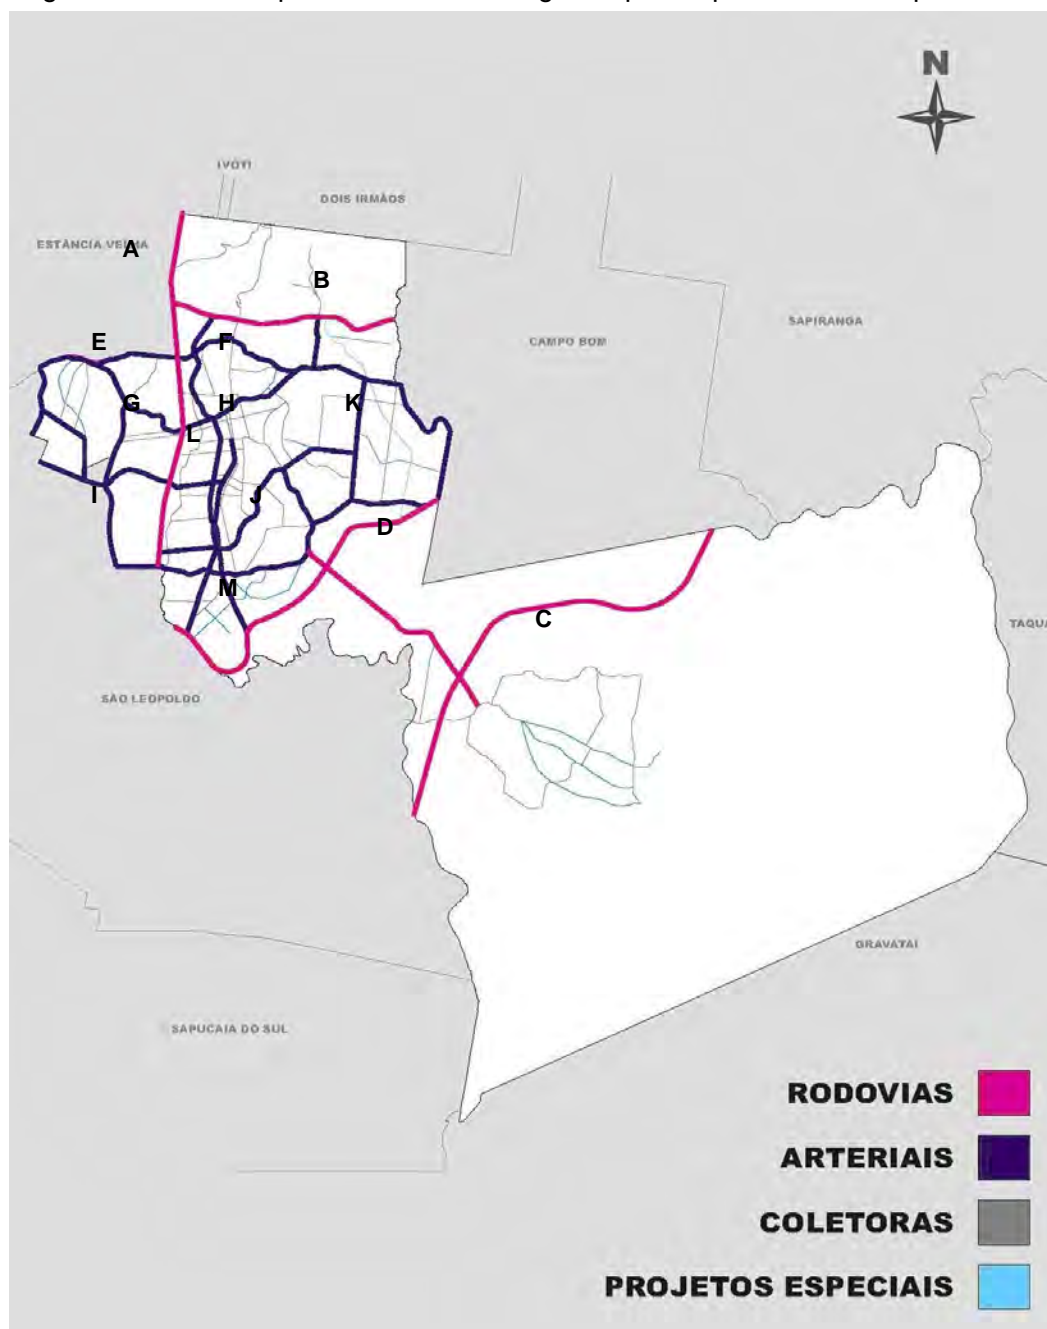 N
IVOTI
DOIS IRMÃOS
ESTÂNCIA VELHA
A
B
SAPIRANGA
CAMPO BOM
E
F
G
H
K
L
I
J
D
M
C
TAQUA
SÃO LEOPOLDO
GRAVATAI
SAPUCAIA DO SUL
RODOVIAS
ARTERIAIS
COLETORAS
PROJETOS ESPECIAIS